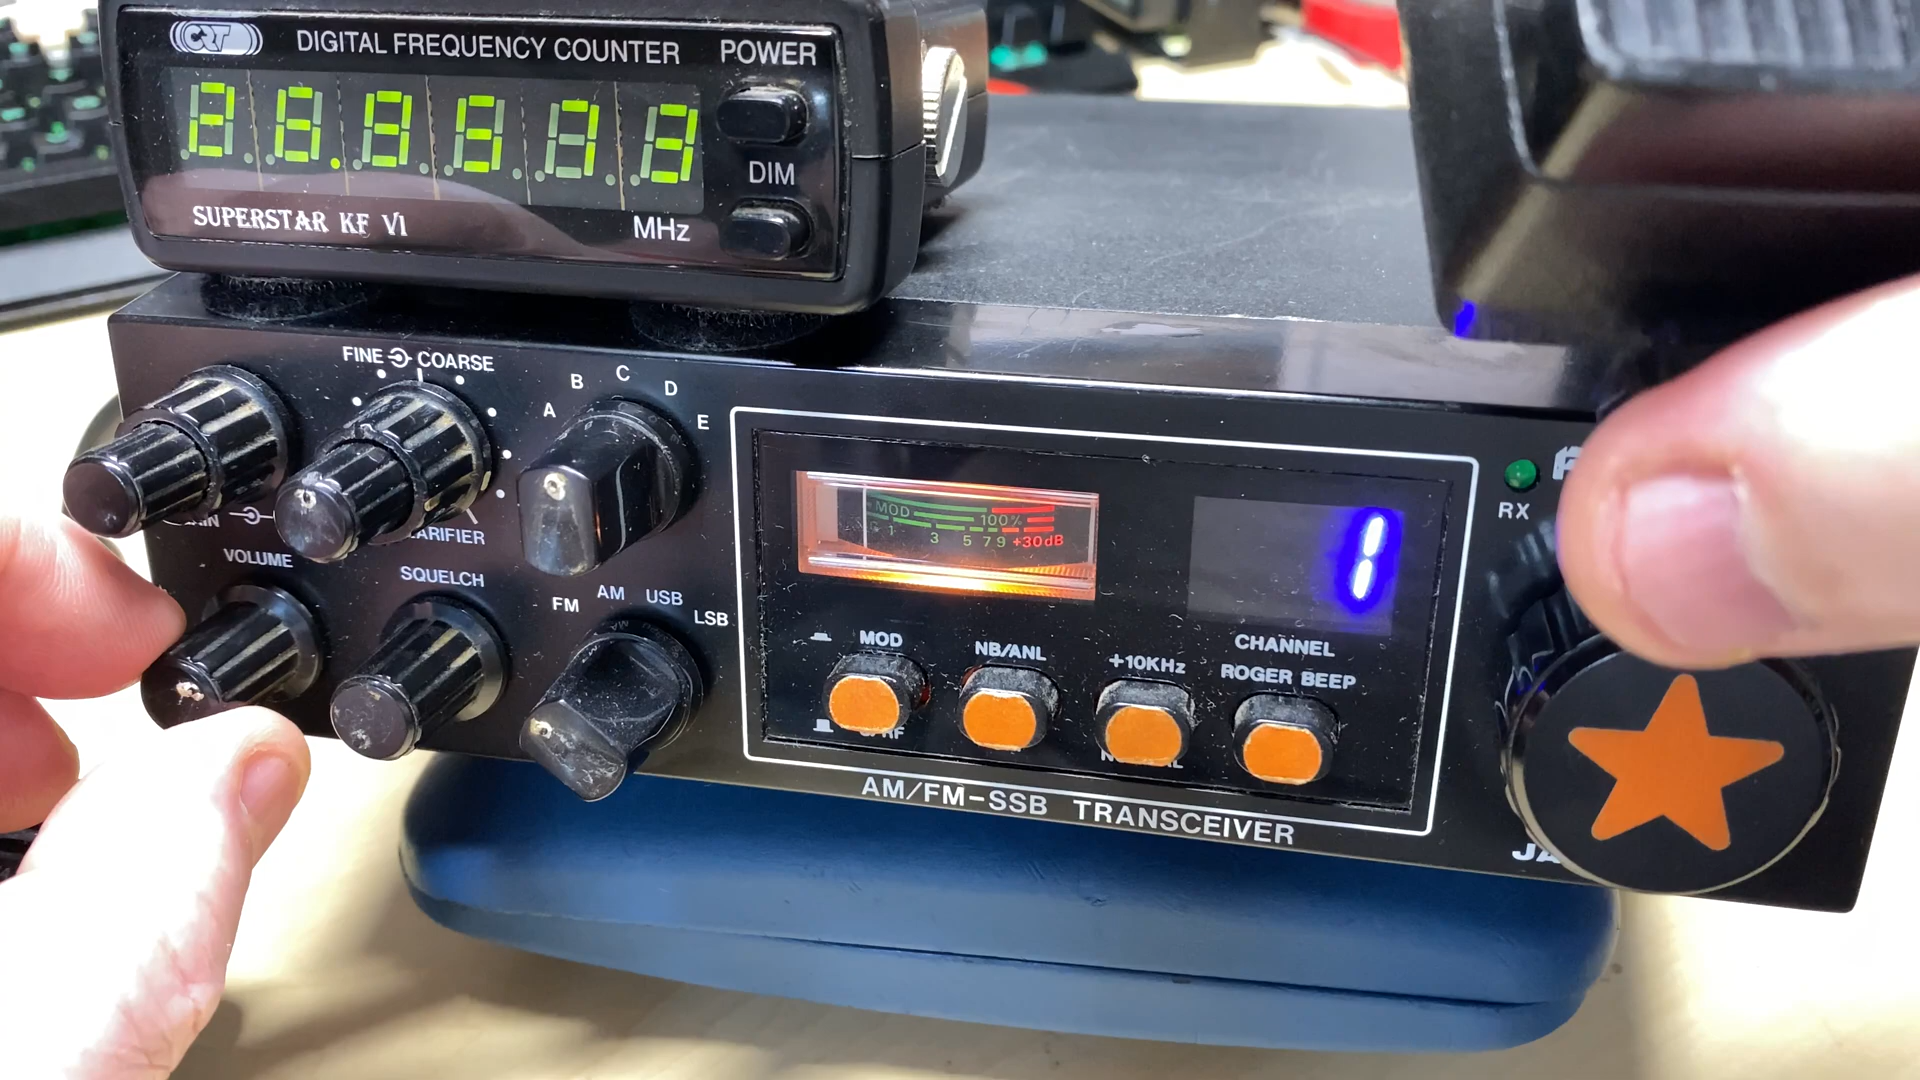 CRT DIGITAL FREQUENCY COUNTER POWER
DIM
SUPERSTAR KF VI MHz
FINE COARSE
A B C D E
VOLUME
SQUELCH
FM AM USB LSB
MOD 100%
1 3 5 7 9 +30dB
1
RX
MOD NB/ANL +10KHz CHANNEL
ROGER BEEP
AM/FM-SSB TRANSCEIVER